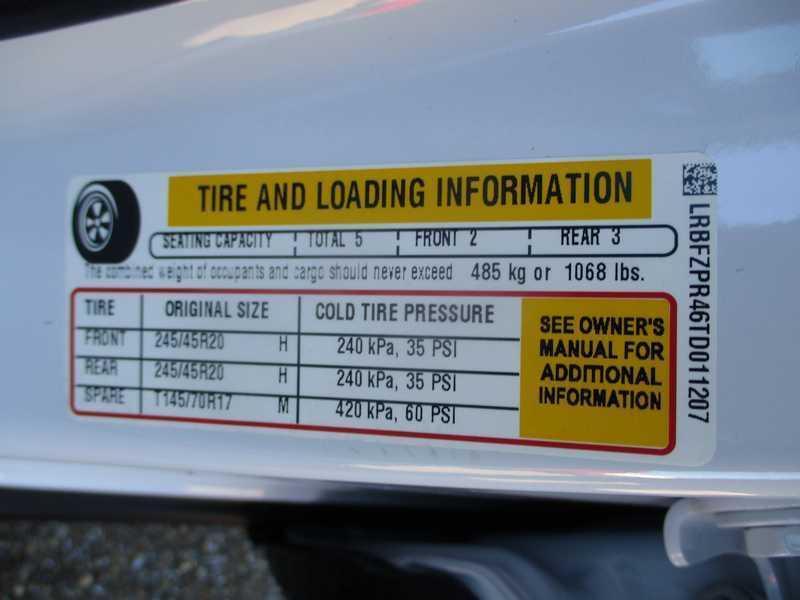 TIRE AND LOADING INFORMATION
SEATING CAPACITY TOTAL 5 FRONT 2 REAR 3
The combined weight of occupants and cargo should never exceed 485 kg or 1068 lbs.
TIRE ORIGINAL SIZE COLD TIRE PRESSURE
FRONT 245/45R20 H 240 kPa, 35 PSI
REAR 245/45R20 H 240 kPa, 35 PSI
SPARE T145/70R17 M 420 kPa, 60 PSI
SEE OWNER'S
MANUAL FOR
ADDITIONAL
INFORMATION
LRBFZPR46TD011207